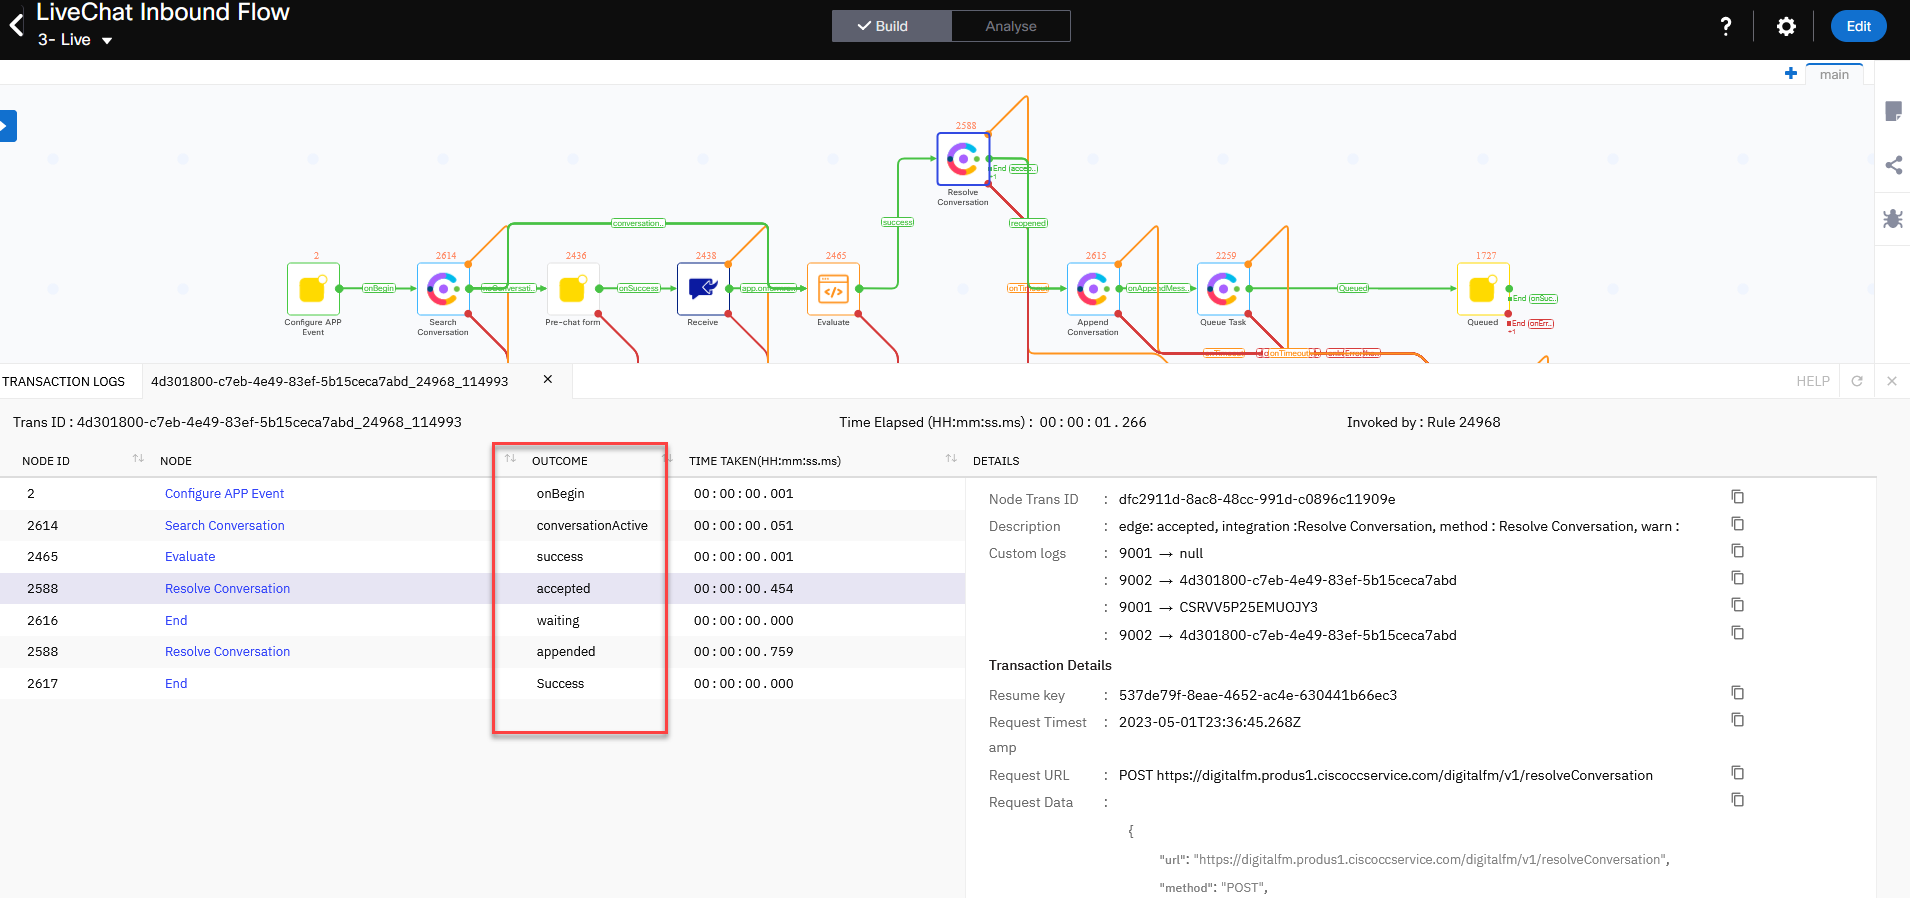 LiveChat Inbound Flow
3- Live
Build
Analyse
?
Edit
main
2588
End
accep..
+1
Resolve
Conversation
conversation..
success
reopened
2
2614
2436
2438
2465
2615
2259
1727
onBegin
onSuccess
onTimeout
onAppendMess..
Queued
End
onSuc..
Configure APP
Event
Search
Conversation
Pre-chat form
Receive
Evaluate
Append
Conversation
Queue Task
Queued
End
onErr..
+1
TRANSACTION LOGS
4d301800-c7eb-4e49-83ef-5b15ceca7abd_24968_114993
HELP
Trans ID : 4d301800-c7eb-4e49-83ef-5b15ceca7abd_24968_114993
Time Elapsed (HH:mm:ss.ms) : 00:00:01.266
Invoked by : Rule 24968
NODE ID NODE OUTCOME TIME TAKEN(HH:mm:ss.ms) DETAILS
2 Configure APP Event onBegin 00:00:00.001
2614 Search Conversation conversationActive 00:00:00.051
2465 Evaluate success 00:00:00.001
2588 Resolve Conversation accepted 00:00:00.454
2616 End waiting 00:00:00.000
2588 Resolve Conversation appended 00:00:00.759
2617 End Success 00:00:00.000
Node Trans ID : dfc2911d-8ac8-48cc-991d-c0896c11909e
Description : edge: accepted, integration :Resolve Conversation, method : Resolve Conversation, warn :
Custom logs : 9001 → null
: 9002 → 4d301800-c7eb-4e49-83ef-5b15ceca7abd
: 9001 → CSRVV5P25EMUOJY3
: 9002 → 4d301800-c7eb-4e49-83ef-5b15ceca7abd
Transaction Details
Resume key : 537de79f-8eae-4652-ac4e-630441b66ec3
Request Timest : 2023-05-01T23:36:45.268Z
amp
Request URL : POST https://digitalfm.produs1.ciscoccservice.com/digitalfm/v1/resolveConversation
Request Data :
{
"url": "https://digitalfm.produs1.ciscoccservice.com/digitalfm/v1/resolveConversation",
"method": "POST",